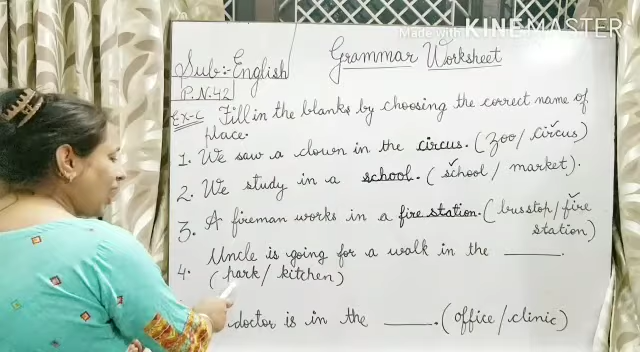 Made with KINEMASTER
Grammar Worksheet
Sub:- English
P.N.42
Ex-C Fill in the blanks by choosing the correct name of
place.
1. We saw a clown in the circus. (zoo/circus)
2. We study in a school. (school/market).
3. A fireman works in a fire station. (busstop/fire
station)
Uncle is going for a walk in the ______.
4. (park/kitchen)
doctor is in the ______. (office/clinic)